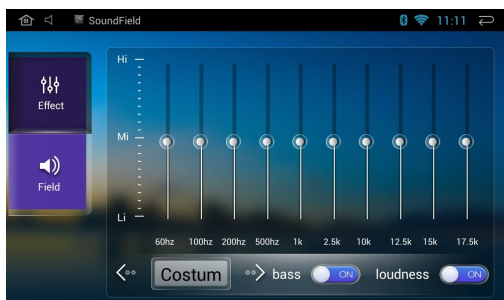 SoundField 11:11
Effect
Field
Hi
Mi
Li
60hz 100hz 200hz 500hz 1k 2.5k 10k 12.5k 15k 17.5k
Costum bass ON loudness ON